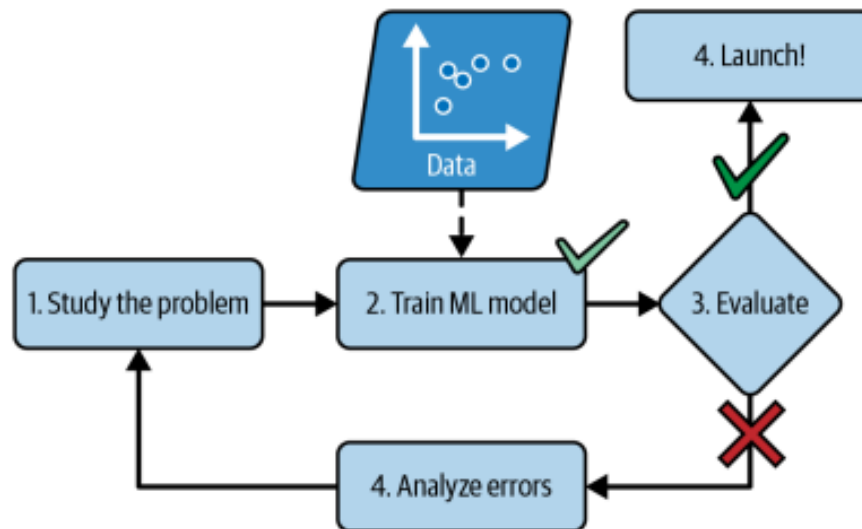 4. Launch!
Data
1. Study the problem
2. Train ML model
3. Evaluate
4. Analyze errors